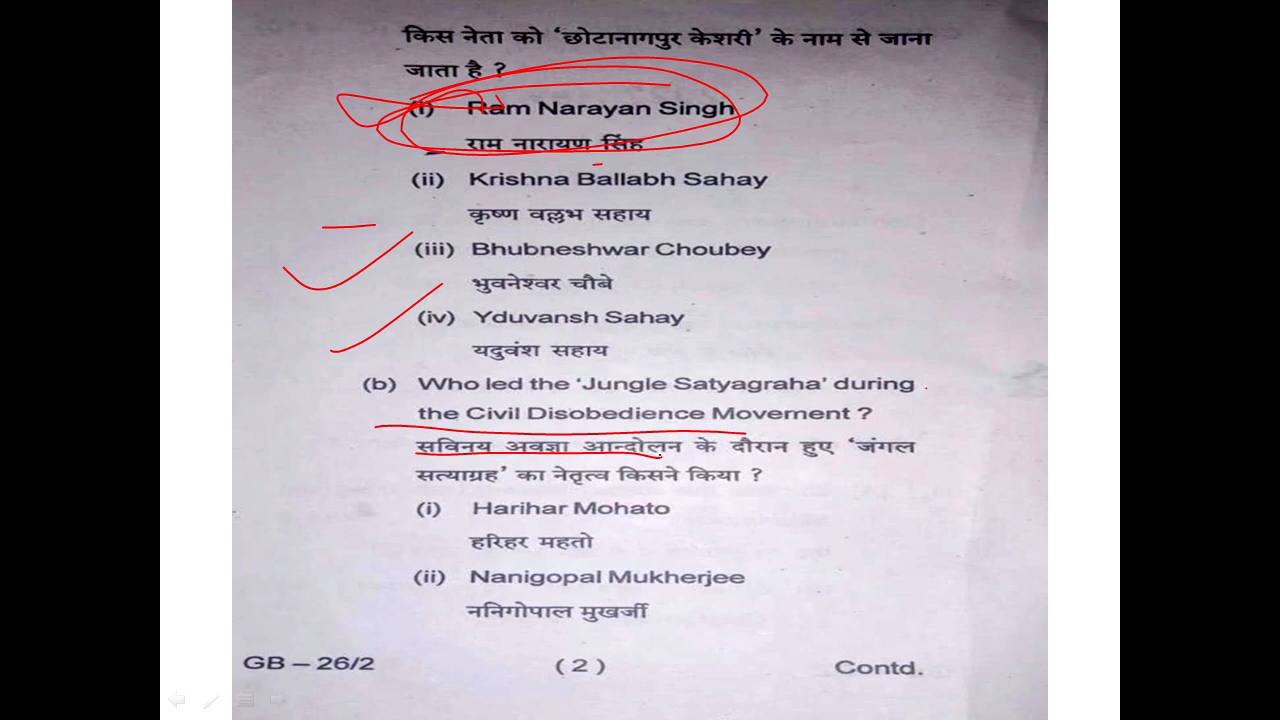 किस नेता को ‘छोटानागपुर केशरी’ के नाम से जाना
जाता है ?
(i) Ram Narayan Singh
राम नारायण सिंह
(ii) Krishna Ballabh Sahay
कृष्ण वल्लभ सहाय
(iii) Bhubneshwar Choubey
भुवनेश्वर चौबे
(iv) Yduvansh Sahay
यदुवंश सहाय
(b) Who led the ‘Jungle Satyagraha’ during
the Civil Disobedience Movement ?
सविनय अवज्ञा आन्दोलन के दौरान हुए ‘जंगल
सत्याग्रह’ का नेतृत्व किसने किया ?
(i) Harihar Mohato
हरिहर महतो
(ii) Nanigopal Mukherjee
ननिगोपाल मुखर्जी
GB – 26/2 ( 2 ) Contd.